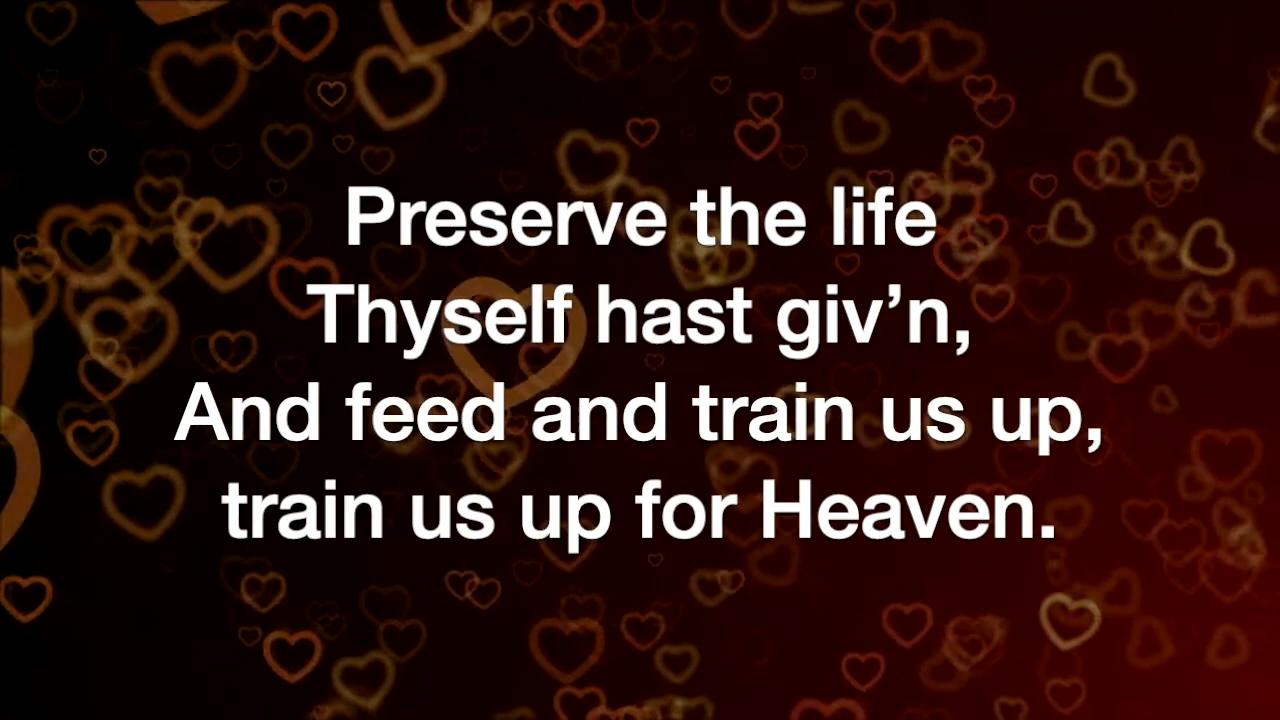 Preserve the life
Thyself hast giv’n,
And feed and train us up,
train us up for Heaven.